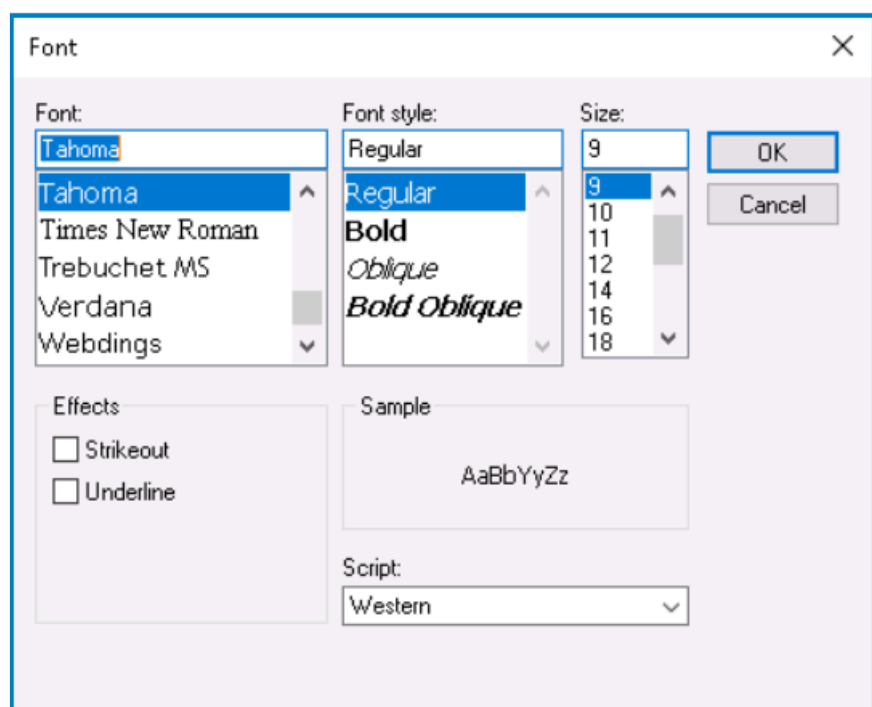 Font
Font:
Font style:
Size:
Tahoma
Regular
9
OK
Tahoma
Times New Roman
Trebuchet MS
Verdana
Webdings
Regular
Bold
Oblique
Bold Oblique
9
10
11
12
14
16
18
Cancel
Effects
Strikeout
Underline
Sample
AaBbYyZz
Script:
Western